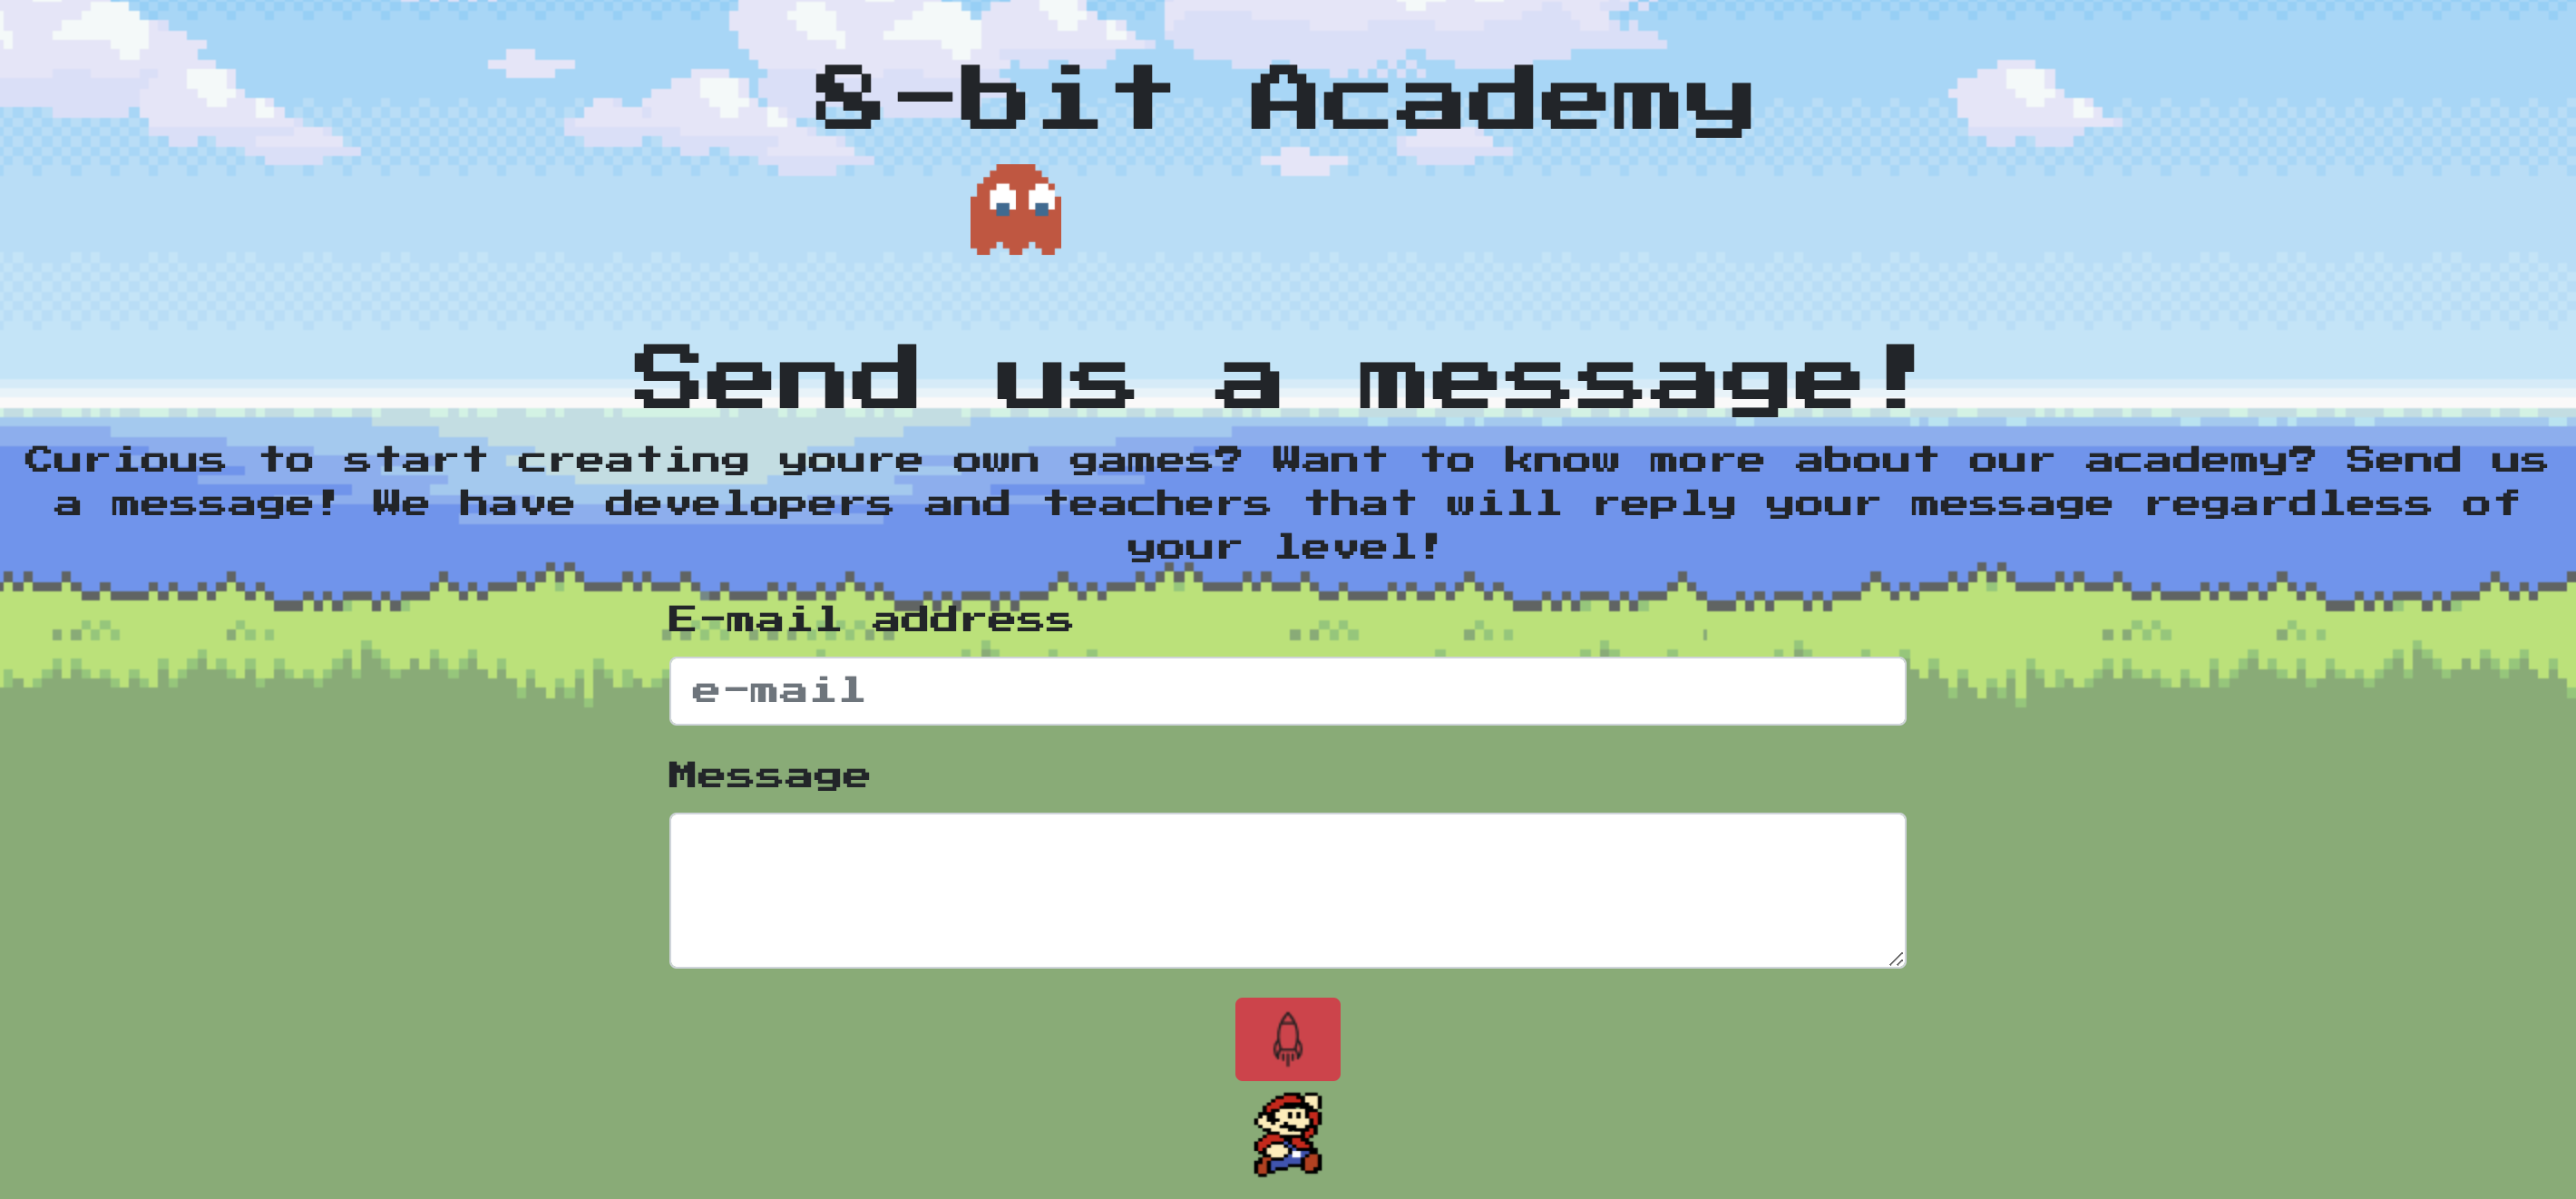 8-bit Academy
Send us a message!
Curious to start creating youre own games? Want to know more about our academy? Send us
a message! We have developers and teachers that will reply your message regardless of
your level!
E-mail address
e-mail
Message